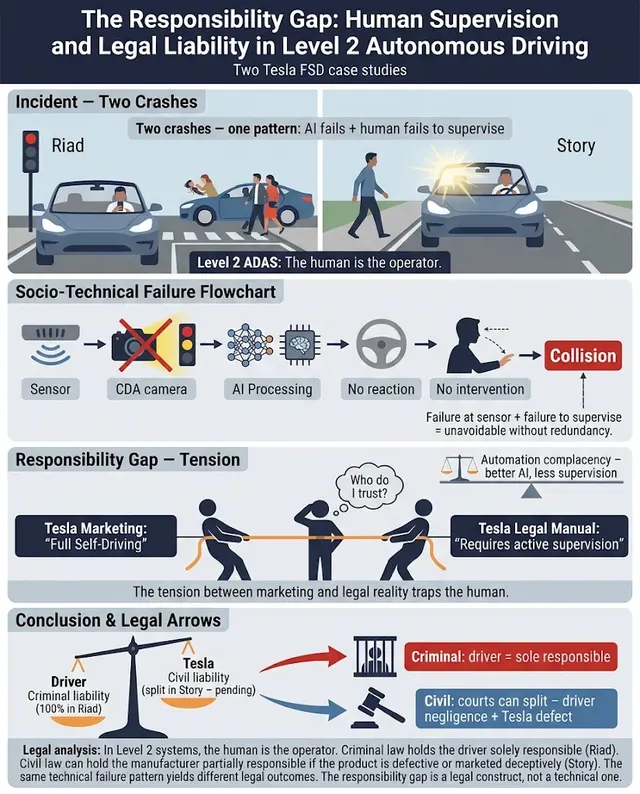 The Responsibility Gap: Human Supervision
and Legal Liability in Level 2 Autonomous Driving
Two Tesla FSD case studies
Incident — Two Crashes
Two crashes — one pattern: AI fails + human fails to supervise
Riad
Story
Level 2 ADAS: The human is the operator.
Socio-Technical Failure Flowchart
Sensor
CDA camera
AI Processing
No reaction
No intervention
Collision
Failure at sensor + failure to supervise
= unavoidable without redundancy.
Responsibility Gap — Tension
Automation complacency –
better AI, less supervision
Who do
I trust?
Tesla Marketing:
“Full Self-Driving”
Tesla Legal Manual:
“Requires active supervision”
The tension between marketing and legal reality traps the human.
Conclusion & Legal Arrows
Driver
Criminal liability
(100% in Riad)
Tesla
Civil liability
(split in Story – pending)
Criminal: driver = sole responsible
Civil: courts can split – driver
negligence + Tesla defect
Legal analysis: In Level 2 systems, the human is the operator. Criminal law holds the driver solely responsible (Riad).
Civil law can hold the manufacturer partially responsible if the product is defective or marketed deceptively (Story). The
same technical failure pattern yields different legal outcomes. The responsibility gap is a legal construct, not a technical one.